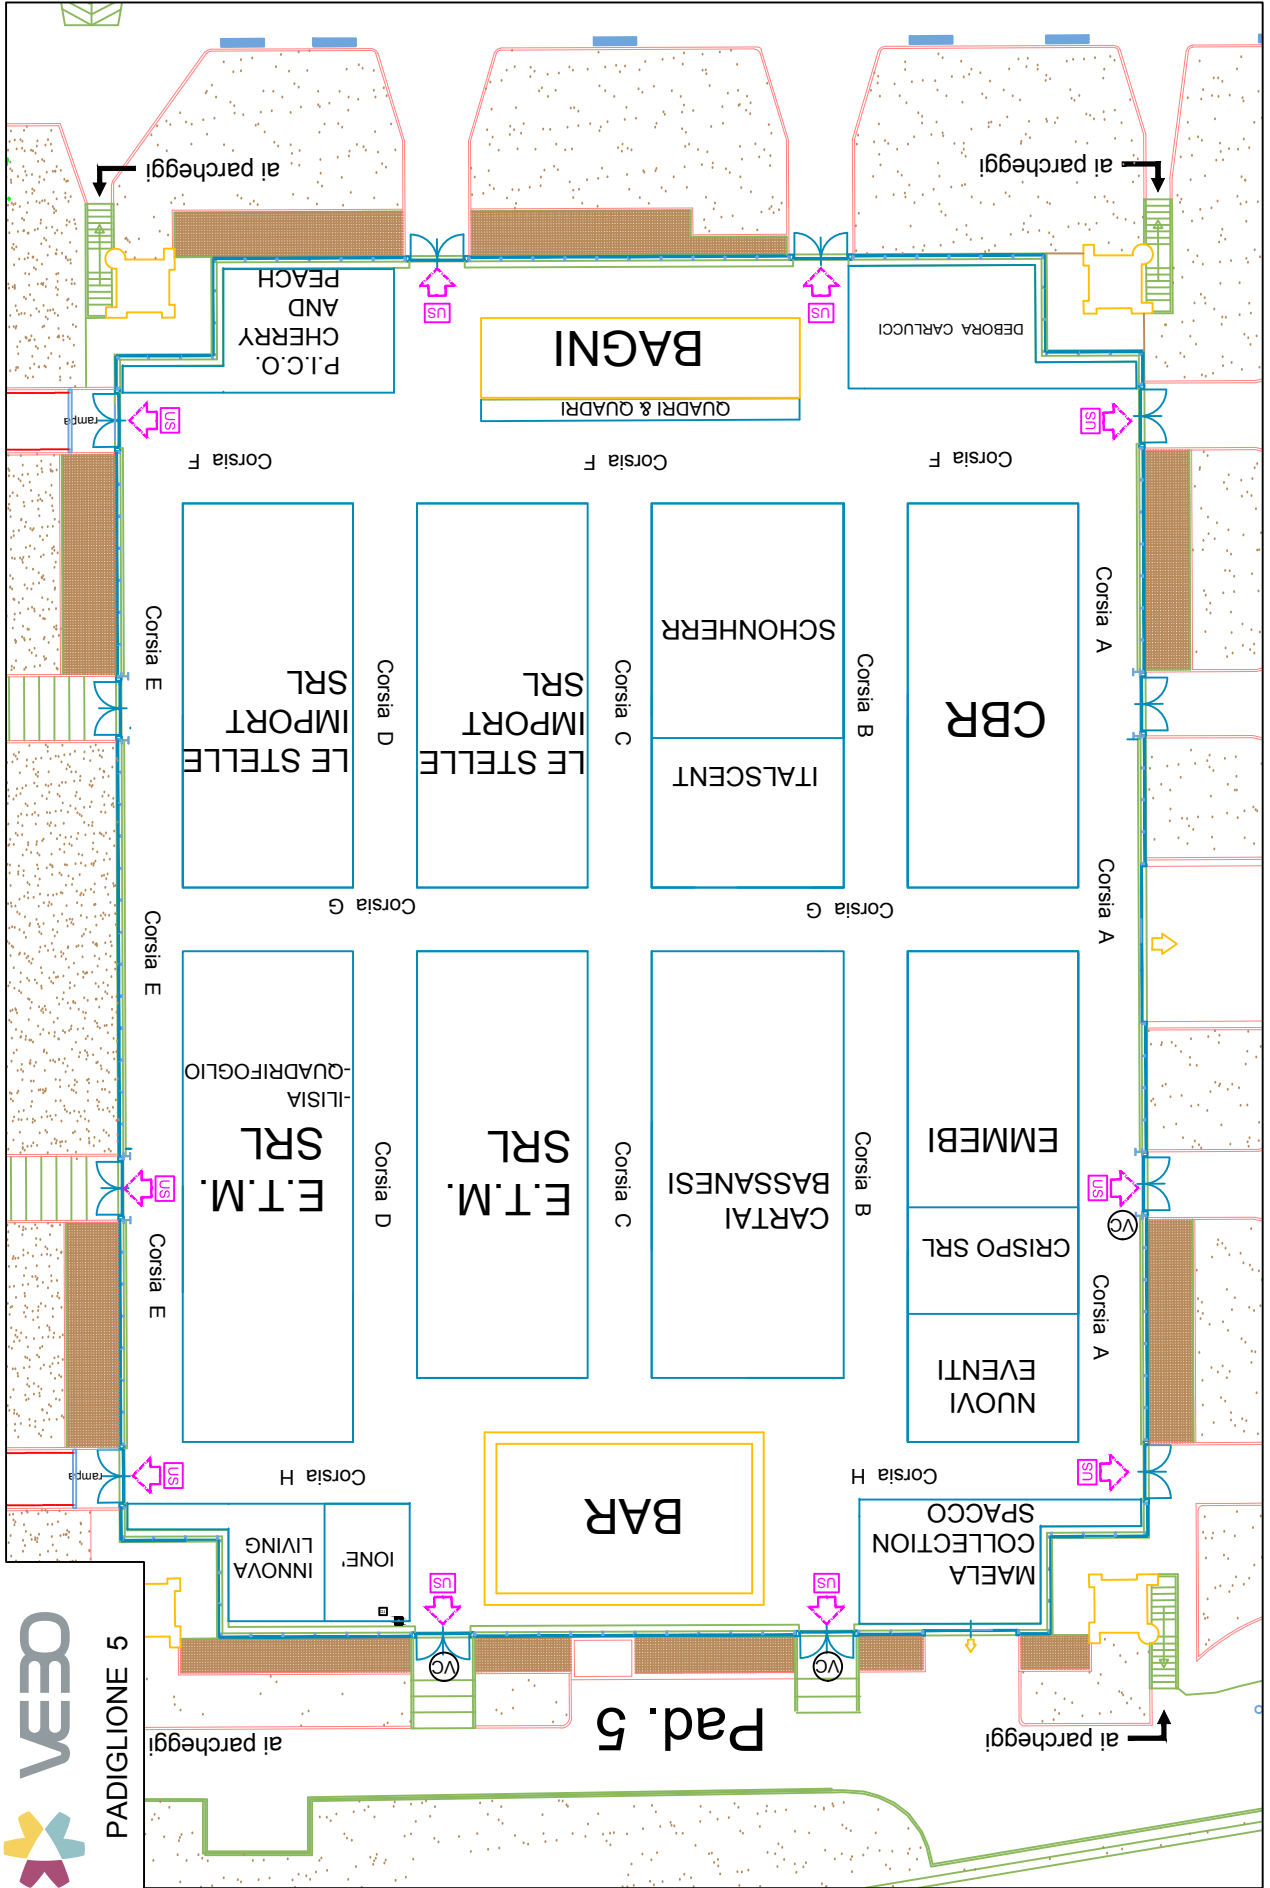 ai parcheggi
Pad. 5
ai parcheggi
VEBO
PADIGLIONE 5
VC
VC
US
US
MAELA
COLLECTION
SPACCO
BAR
IONE'
INNOVA
LIVING
US
Corsia H
Corsia H
US
rampa
NUOVI
EVENTI
CRISPO SRL
EMMEBI
CARTAI
BASSANESI
E.T.M.
SRL
E.T.M.
SRL
-ILISIA
-QUADRIFOGLIO
Corsia A
VC
US
Corsia B
Corsia C
Corsia D
Corsia E
US
Corsia E
Corsia A
Corsia G
Corsia G
CBR
ITALSCENT
SCHONHERR
LE STELLE
IMPORT
SRL
LE STELLE
IMPORT
SRL
Corsia A
Corsia B
Corsia C
Corsia D
Corsia E
Corsia F
Corsia F
Corsia F
US
US
rampa
QUADRI & QUADRI
BAGNI
DEBORA CARLUCCI
P.I.C.O.
CHERRY
AND
PEACH
US
US
ai parcheggi
ai parcheggi